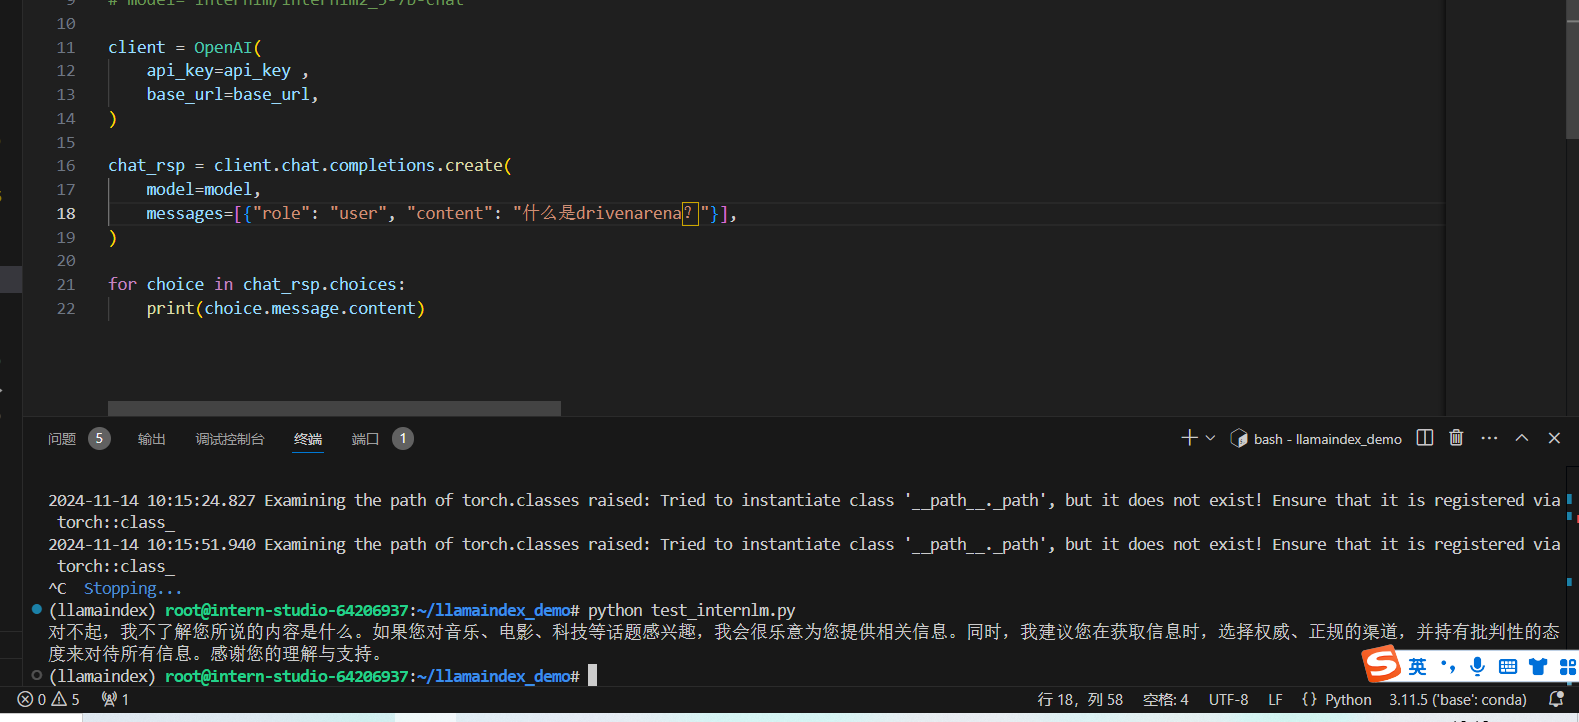 9 # model="internlm/internlm2_5-7b-chat"
10
11 client = OpenAI(
12 api_key=api_key ,
13 base_url=base_url,
14 )
15
16 chat_rsp = client.chat.completions.create(
17 model=model,
18 messages=[{"role": "user", "content": "什么是drivenarena？"}],
19 )
20
21 for choice in chat_rsp.choices:
22 print(choice.message.content)
问题 5 输出 调试控制台 终端 端口 1 bash - llamaindex_demo
2024-11-14 10:15:24.827 Examining the path of torch.classes raised: Tried to instantiate class '__path__._path', but it does not exist! Ensure that it is registered via
torch::class_
2024-11-14 10:15:51.940 Examining the path of torch.classes raised: Tried to instantiate class '__path__._path', but it does not exist! Ensure that it is registered via
torch::class_
^C Stopping...
(llamaindex) root@intern-studio-64206937:~/llamaindex_demo# python test_internlm.py
对不起，我不了解您所说的内容是什么。如果您对音乐、电影、科技等话题感兴趣，我会很乐意为您提供相关信息。同时，我建议您在获取信息时，选择权威、正规的渠道，并持有批判性的态
度来对待所有信息。感谢您的理解与支持。
(llamaindex) root@intern-studio-64206937:~/llamaindex_demo#
S 英
0 5 1 行 18，列 58 空格: 4 UTF-8 LF {} Python 3.11.5 ('base': conda)